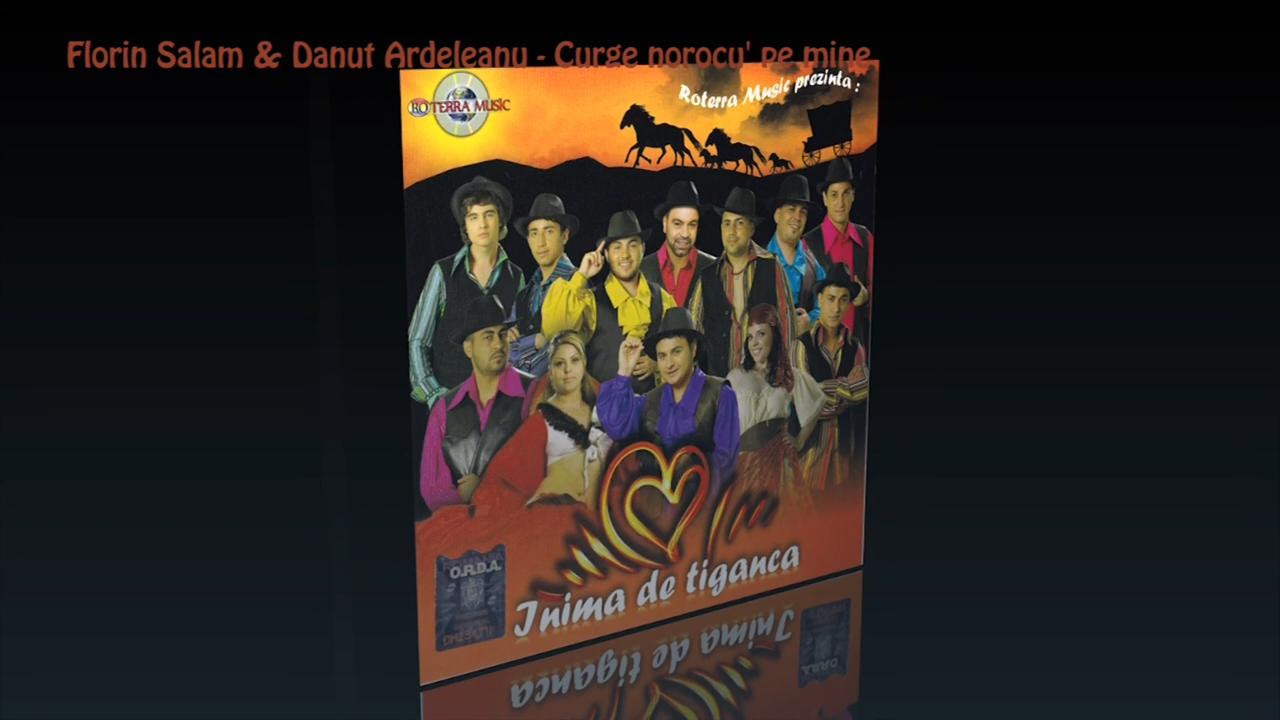 Florin Salam & Danut Ardeleanu - Curge norocu' pe mine
ROTERRA MUSIC
Roterra Music prezinta :
O.R.D.A.
Inima de tiganca